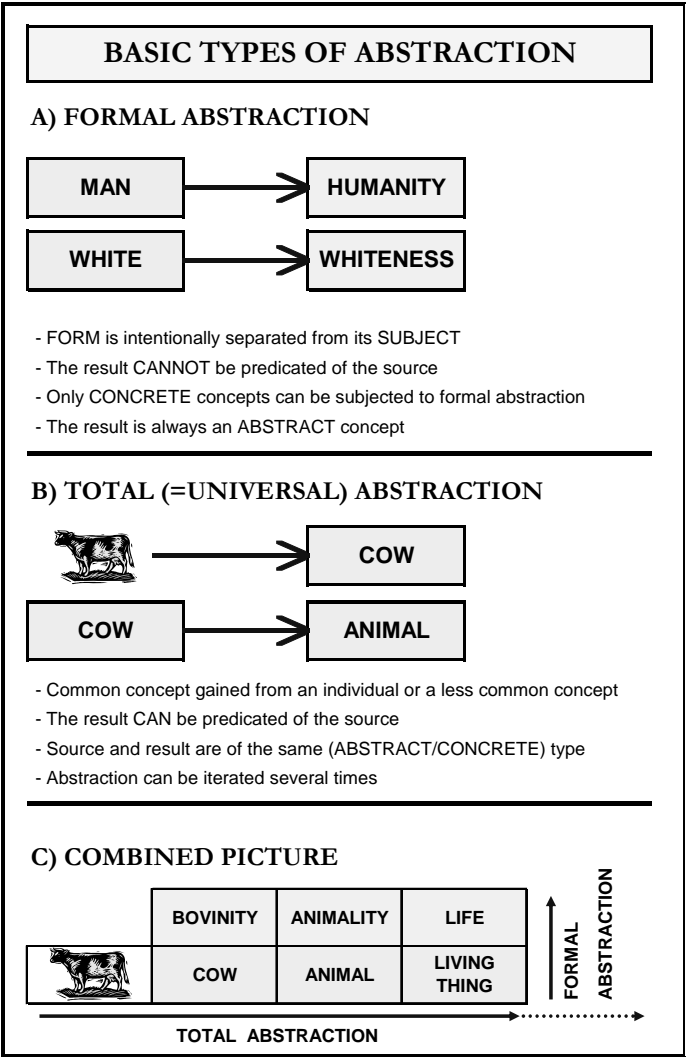 BASIC TYPES OF ABSTRACTION
A) FORMAL ABSTRACTION
MAN
HUMANITY
WHITE
WHITENESS
- FORM is intentionally separated from its SUBJECT
- The result CANNOT be predicated of the source
- Only CONCRETE concepts can be subjected to formal abstraction
- The result is always an ABSTRACT concept
B) TOTAL (=UNIVERSAL) ABSTRACTION
COW
COW
ANIMAL
- Common concept gained from an individual or a less common concept
- The result CAN be predicated of the source
- Source and result are of the same (ABSTRACT/CONCRETE) type
- Abstraction can be iterated several times
C) COMBINED PICTURE
BOVINITY
ANIMALITY
LIFE
COW
ANIMAL
LIVING
THING
FORMAL
ABSTRACTION
TOTAL ABSTRACTION